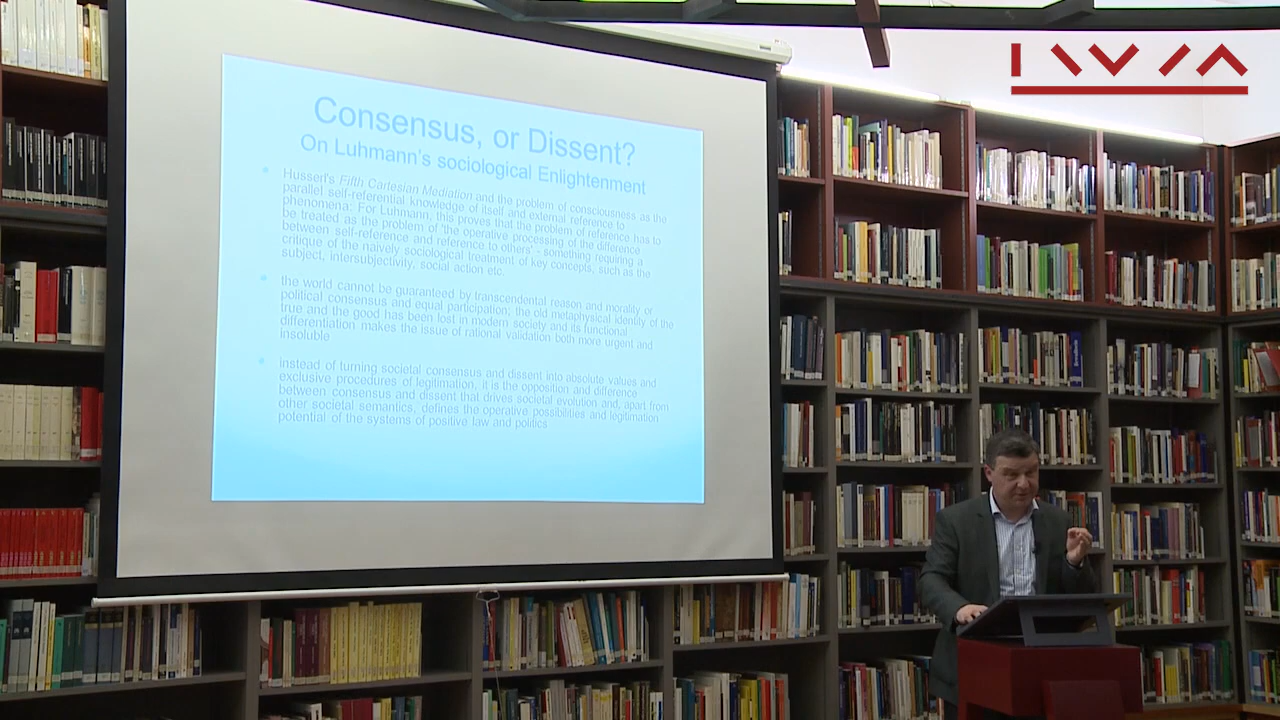 Consensus, or Dissent?
On Luhmann's sociological Enlightenment
Husserl's Fifth Cartesian Mediation and the problem of consciousness as the
parallel self-referential knowledge of itself and external reference to
phenomena: For Luhmann, this proves that the problem of reference has to
be treated as the problem of 'the operative processing of the difference
between self-reference and reference to others' - something requiring a
critique of the naively sociological treatment of key concepts, such as the
subject, intersubjectivity, social action etc.
the world cannot be guaranteed by transcendental reason and morality or
political consensus and equal participation; the old metaphysical identity of the
true and the good has been lost in modern society and its functional
differentiation makes the issue of rational validation both more urgent and
insoluble
instead of turning societal consensus and dissent into absolute values and
exclusive procedures of legitimation, it is the opposition and difference
between consensus and dissent that drives societal evolution and, apart from
other societal semantics, defines the operative possibilities and legitimation
potential of the systems of positive law and politics